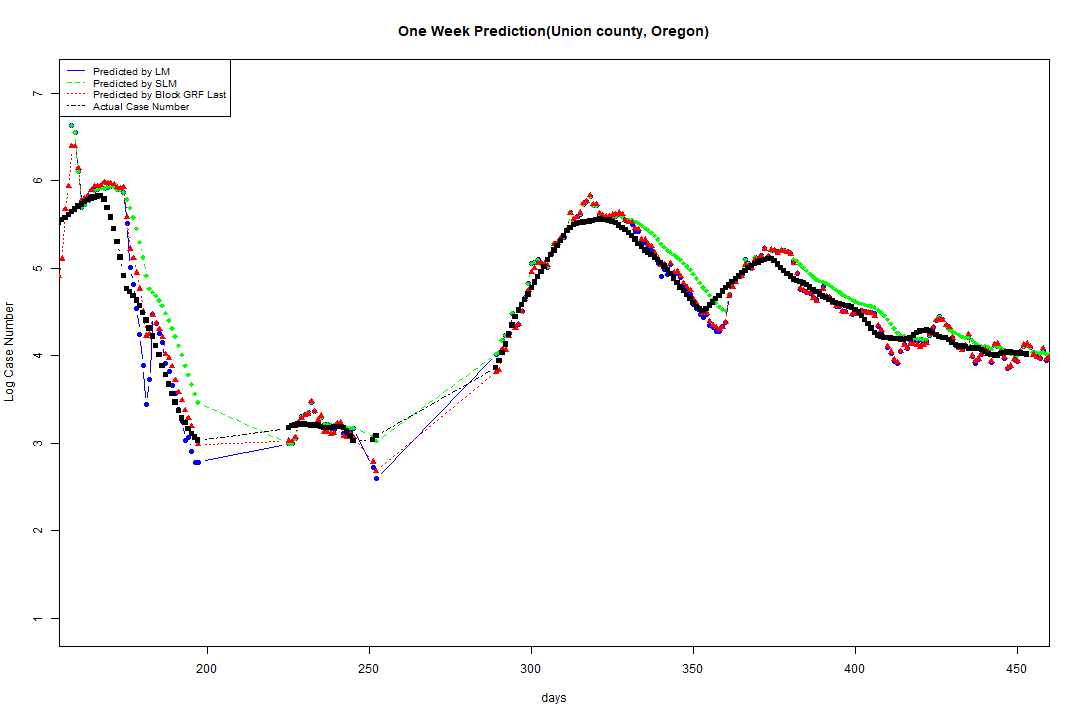 One Week Prediction(Union county, Oregon)
Predicted by LM
Predicted by SLM
Predicted by Block GRF Last
Actual Case Number
Log Case Number
7
6
5
4
3
2
1
200 250 300 350 400 450
days